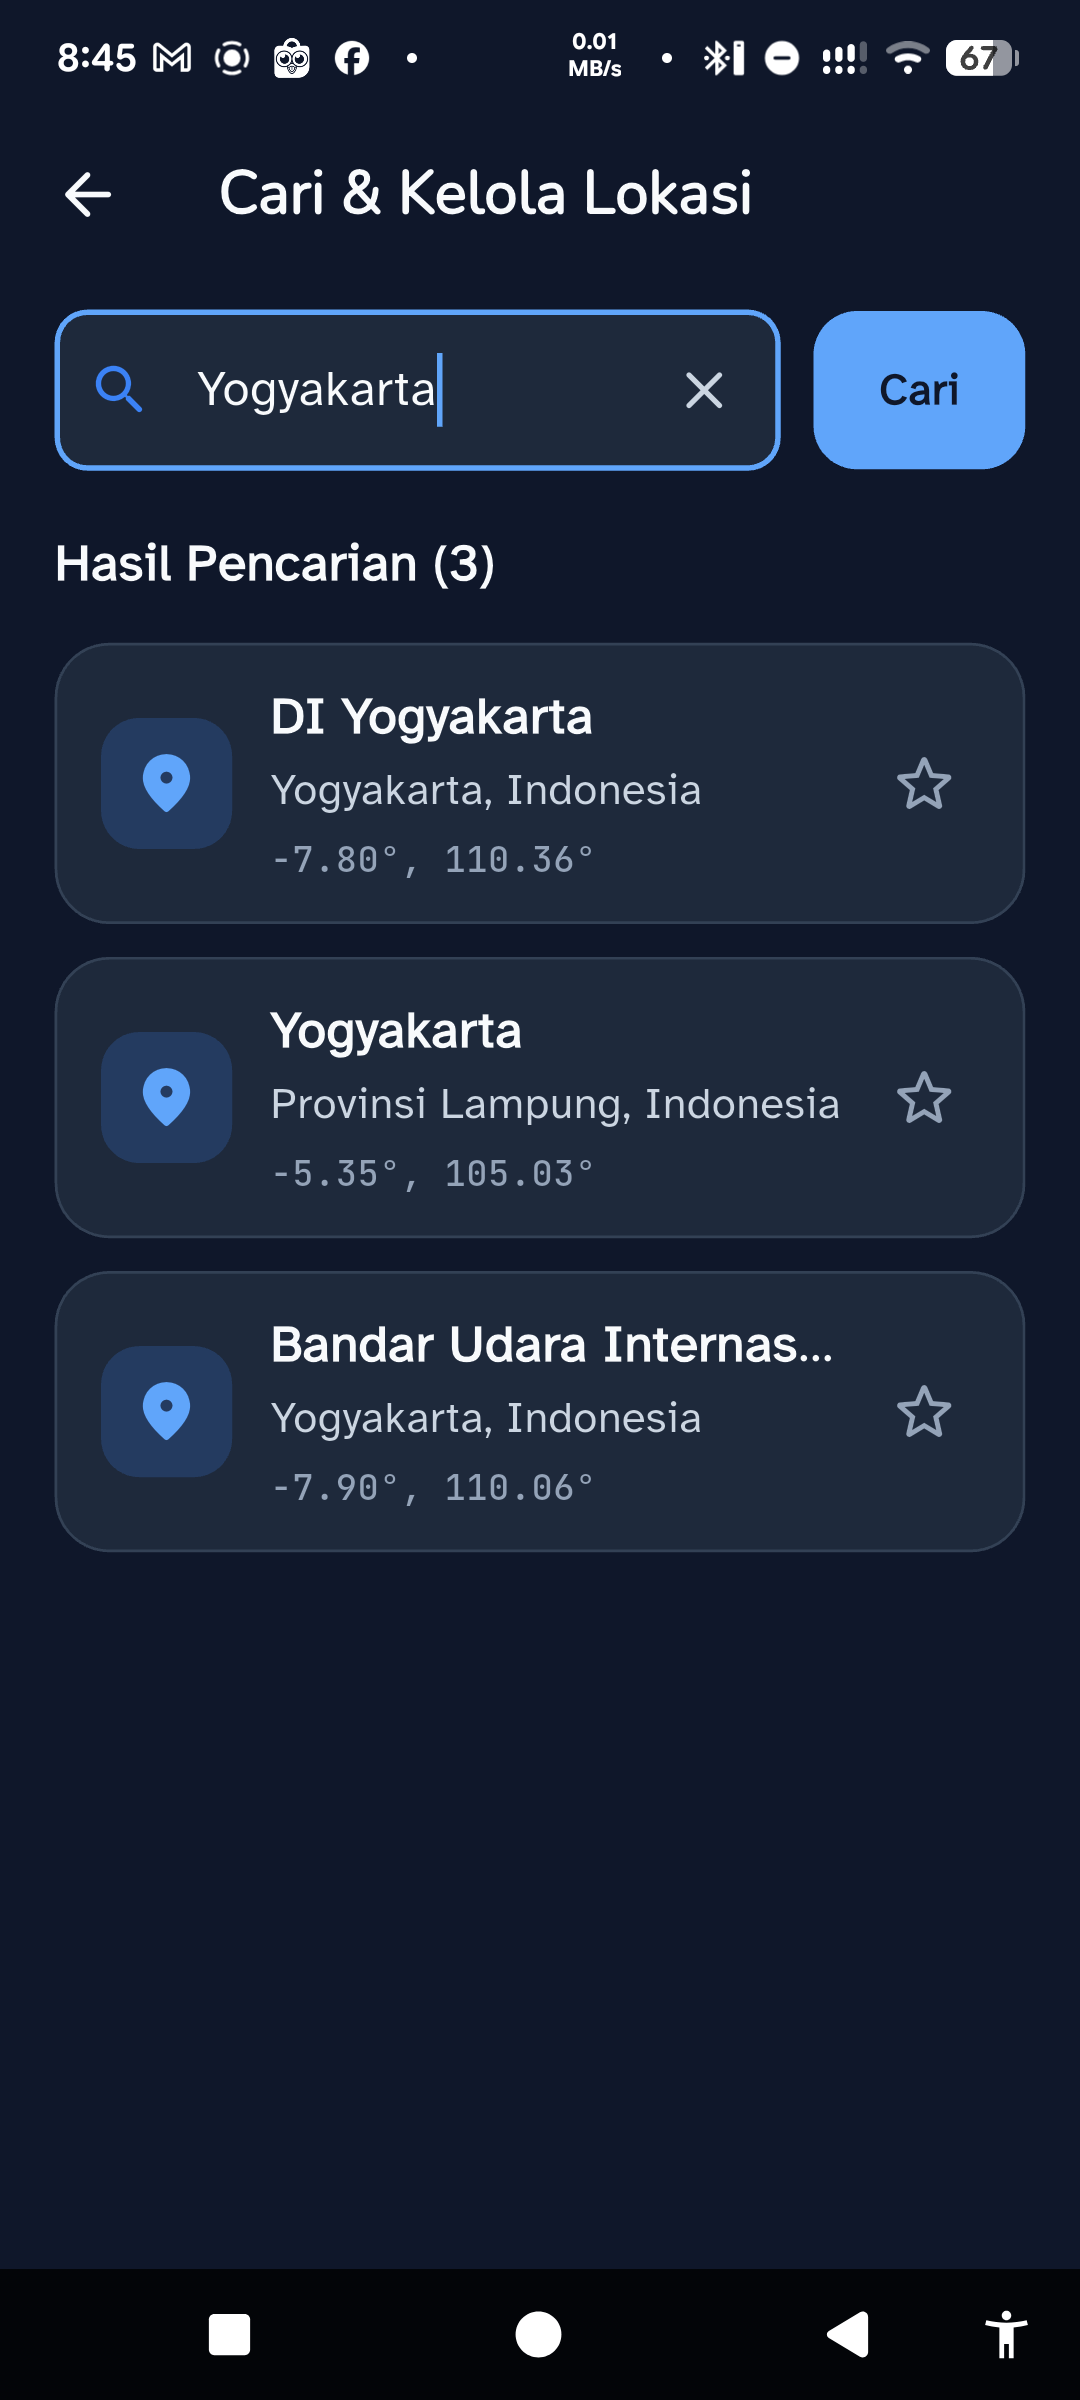 8:45
0.01
MB/s
67
Cari & Kelola Lokasi
Yogyakarta
Cari
Hasil Pencarian (3)
DI Yogyakarta
Yogyakarta, Indonesia
-7.80°, 110.36°
Yogyakarta
Provinsi Lampung, Indonesia
-5.35°, 105.03°
Bandar Udara Internas...
Yogyakarta, Indonesia
-7.90°, 110.06°